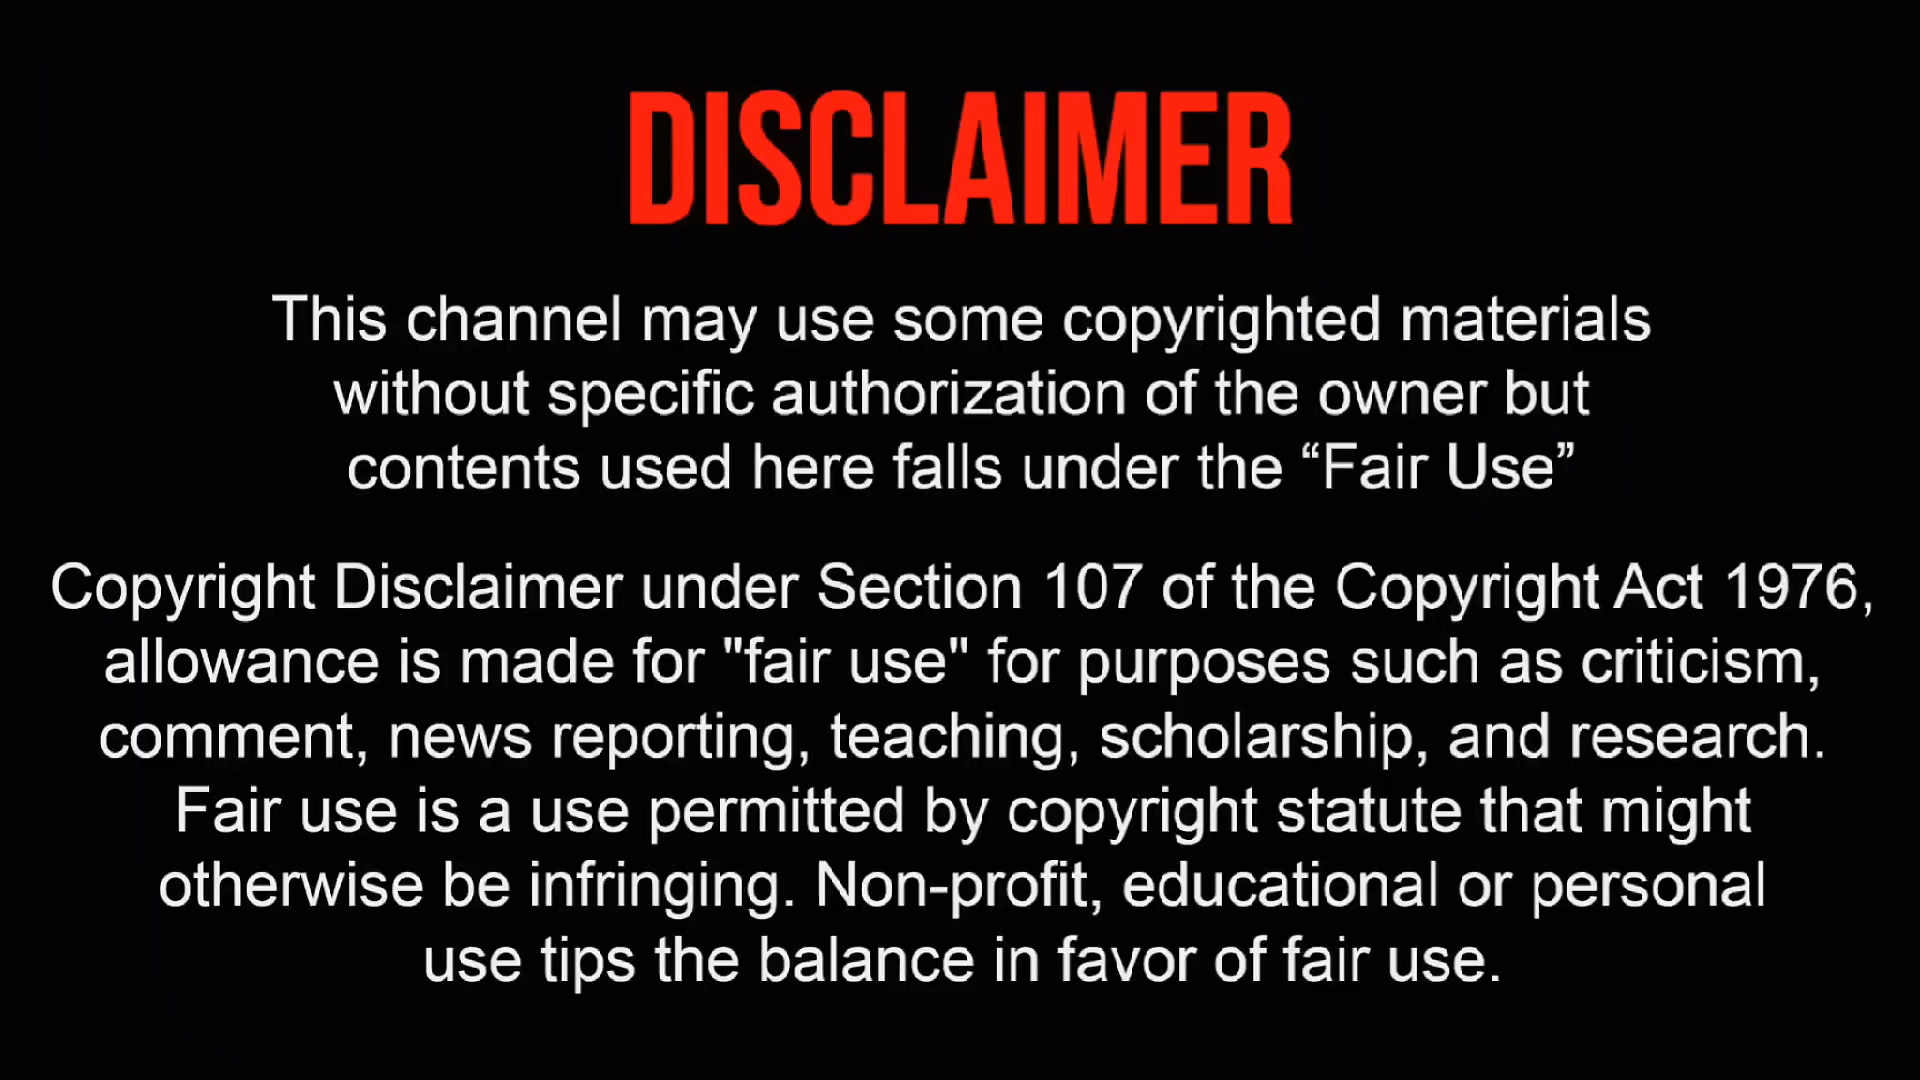 DISCLAIMER
This channel may use some copyrighted materials
without specific authorization of the owner but
contents used here falls under the “Fair Use”
Copyright Disclaimer under Section 107 of the Copyright Act 1976,
allowance is made for "fair use" for purposes such as criticism,
comment, news reporting, teaching, scholarship, and research.
Fair use is a use permitted by copyright statute that might
otherwise be infringing. Non-profit, educational or personal
use tips the balance in favor of fair use.